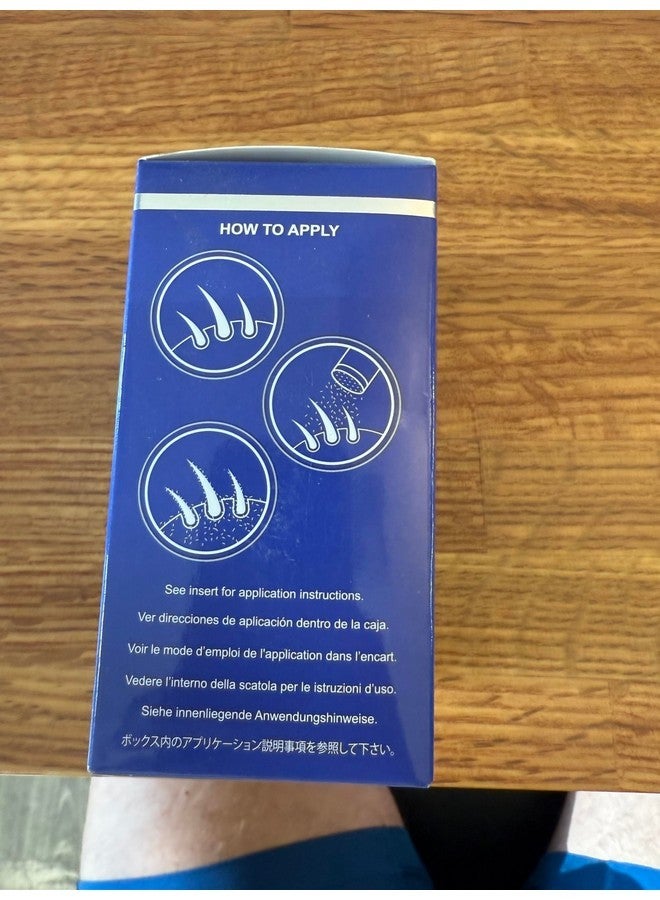 HOW TO APPLY
See insert for application instructions.
Ver direcciones de aplicación dentro de la caja.
Voir le mode d'emploi de l'application dans l'encart.
Vedere l'interno della scatola per le istruzioni d'uso.
Siehe innenliegende Anwendungshinweise.
ボックス内のアプリケーション説明事項を参照して下さい。